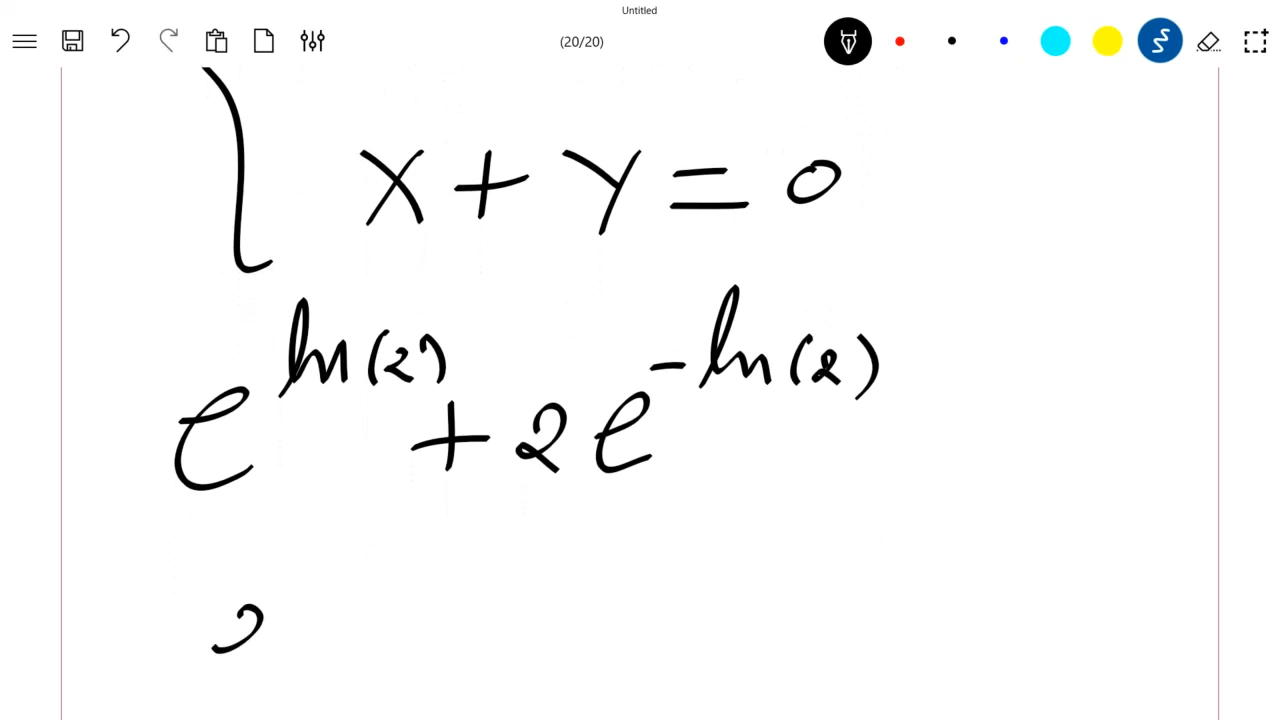 Untitled
(20/20)
x + y = 0
e^{ln(2)} + 2e^{-ln(2)}